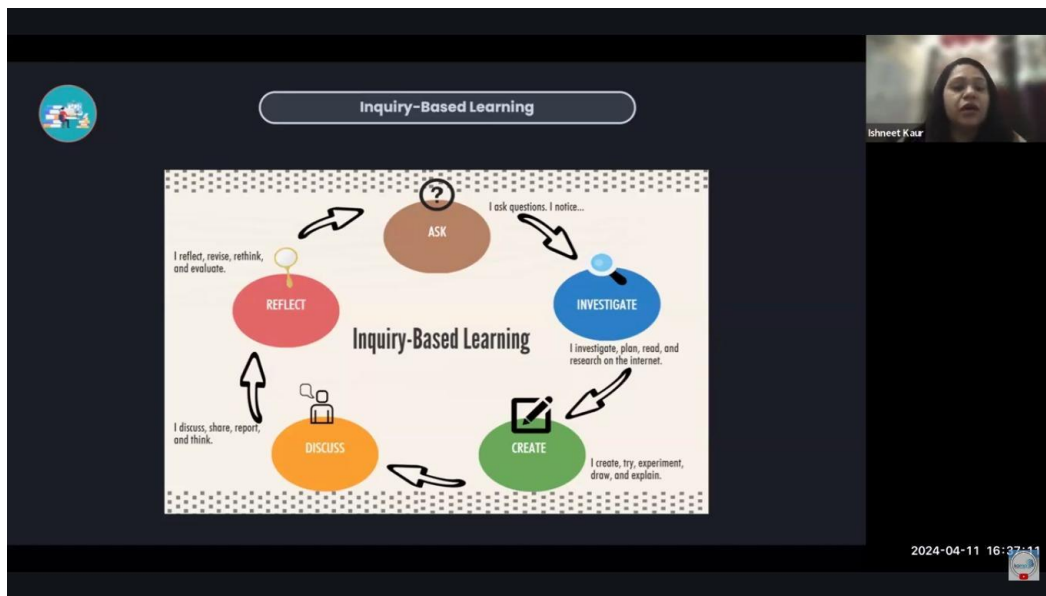 Inquiry-Based Learning
Ishneet Kaur
?
ASK
I ask questions. I notice...
INVESTIGATE
I investigate, plan, read, and
research on the internet.
CREATE
I create, try, experiment,
draw, and explain.
DISCUSS
I discuss, share, report,
and think.
REFLECT
I reflect, revise, rethink,
and evaluate.
Inquiry-Based Learning
2024-04-11 16:37:11